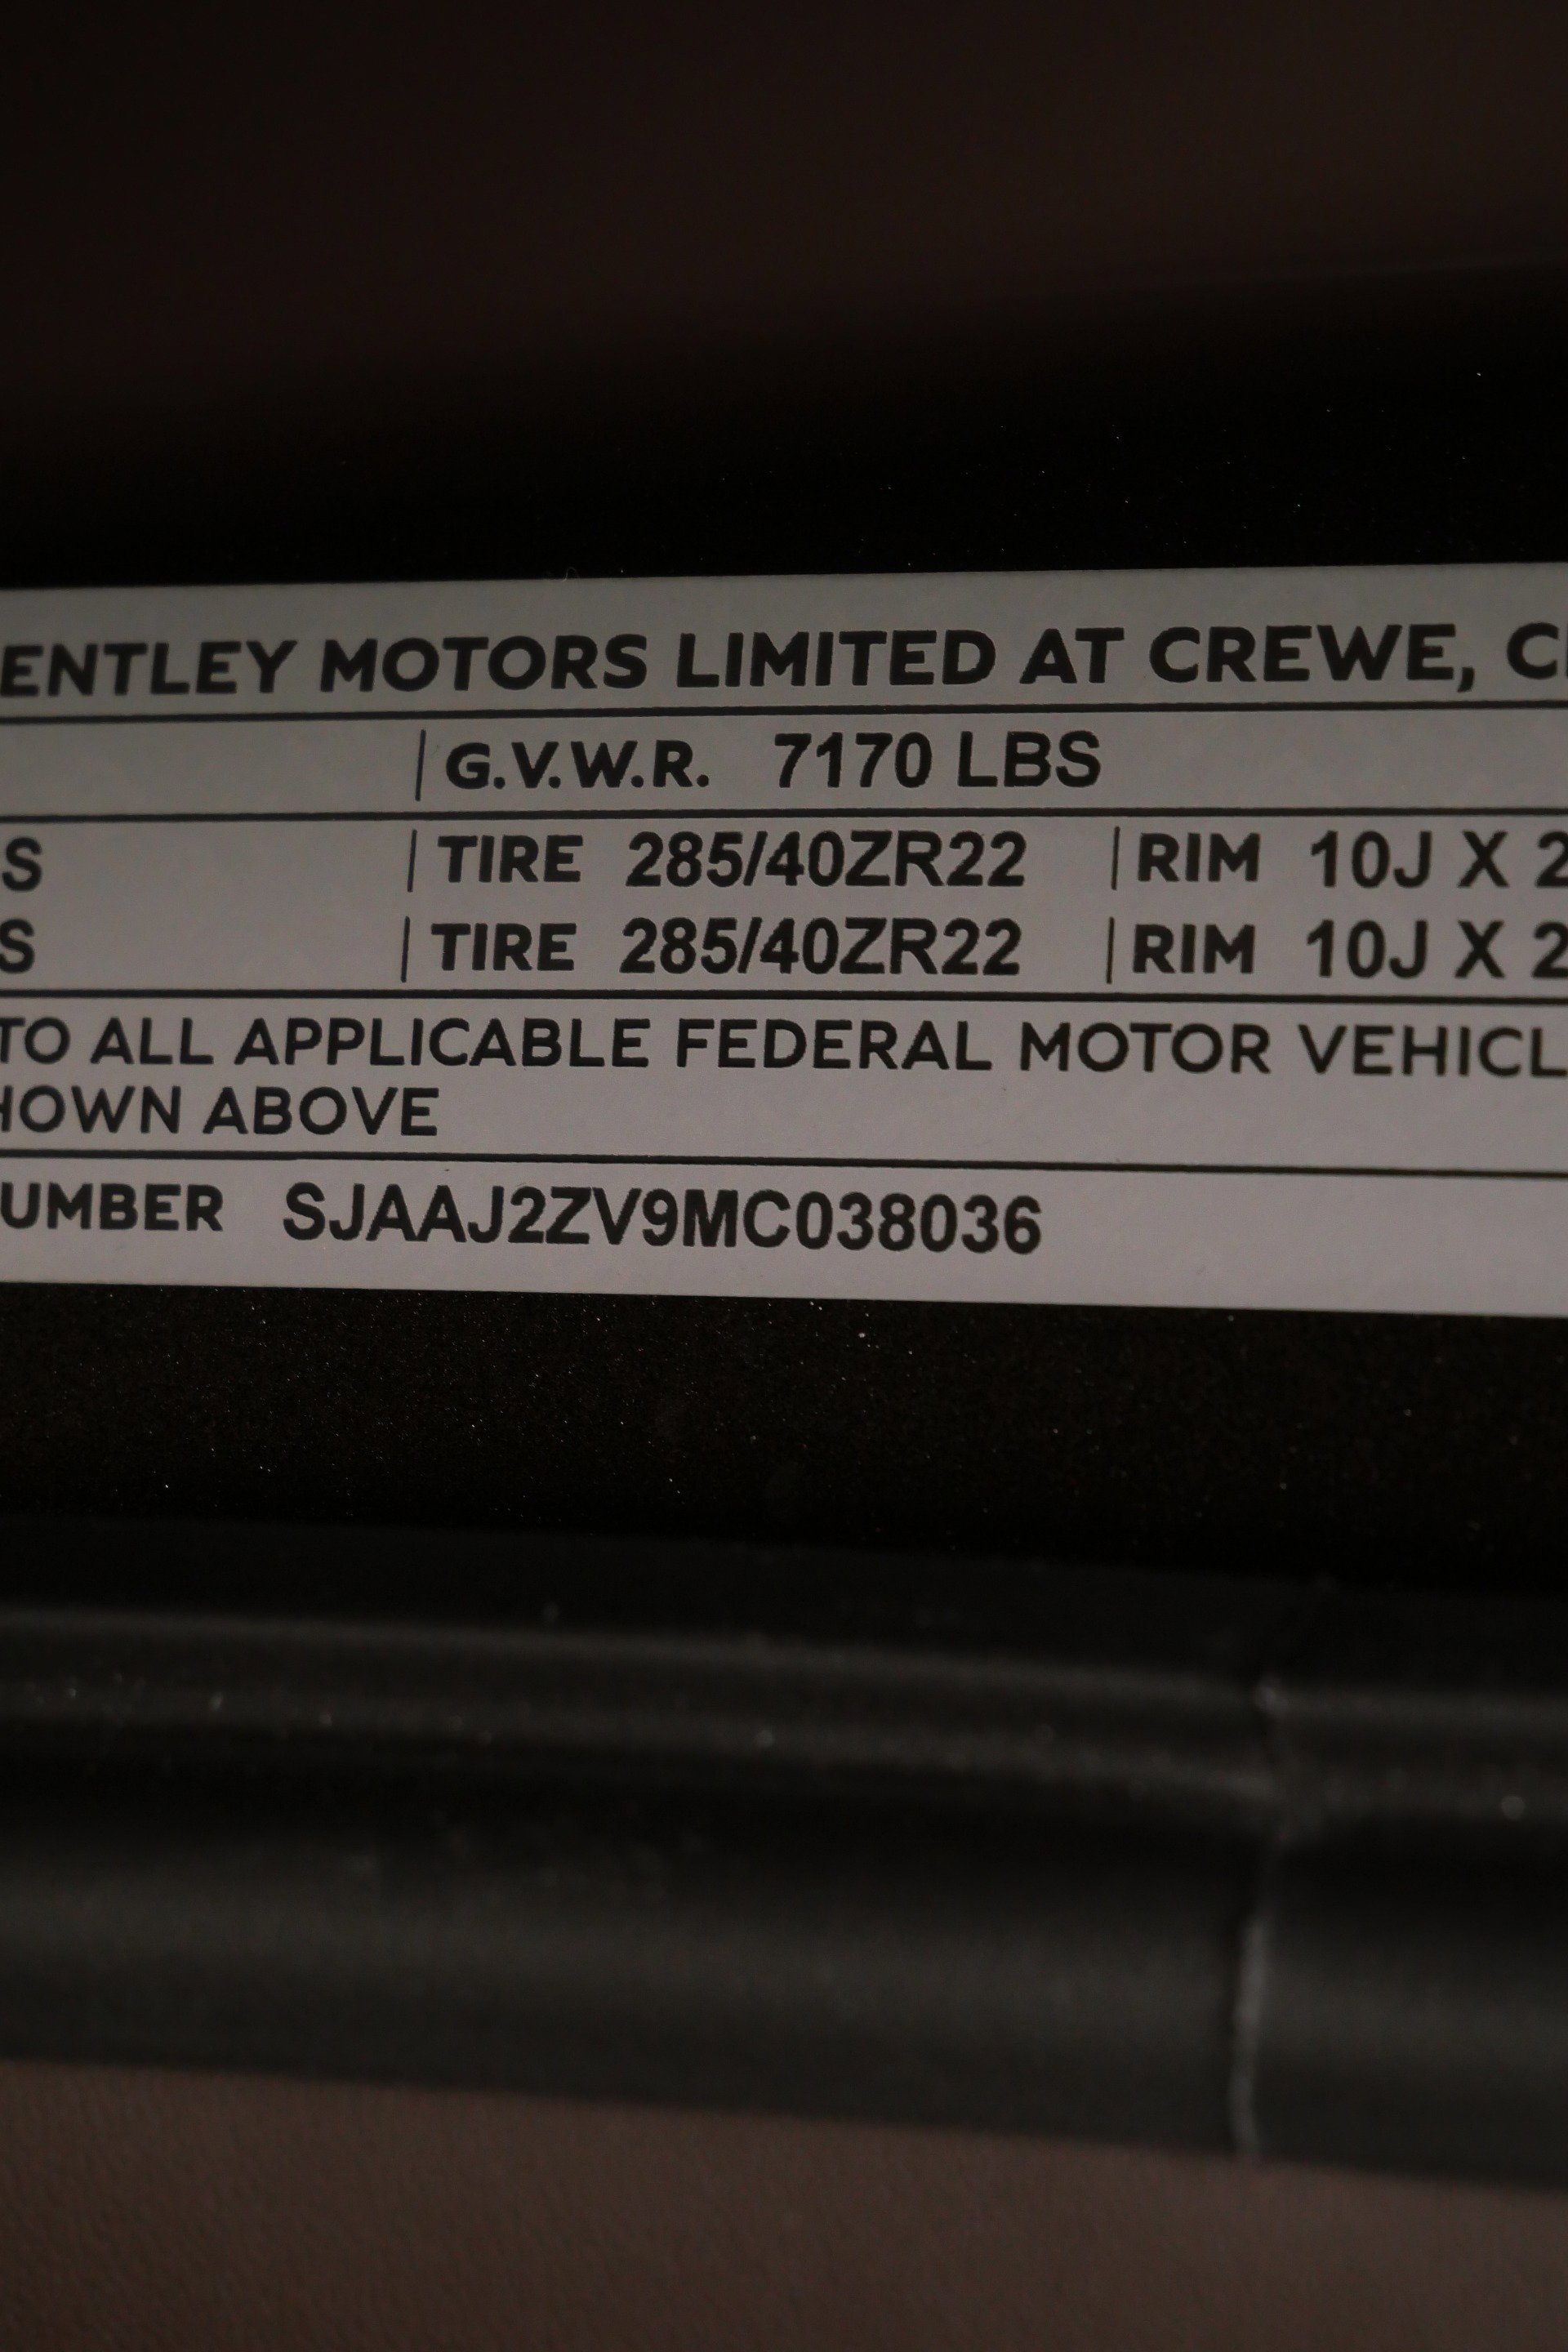 ENTLEY MOTORS LIMITED AT CREWE, C
G.V.W.R. 7170 LBS
S | TIRE 285/40ZR22 | RIM 10J X 2
S | TIRE 285/40ZR22 | RIM 10J X 2
TO ALL APPLICABLE FEDERAL MOTOR VEHICL
HOWN ABOVE
UMBER SJAAJ2ZV9MC038036